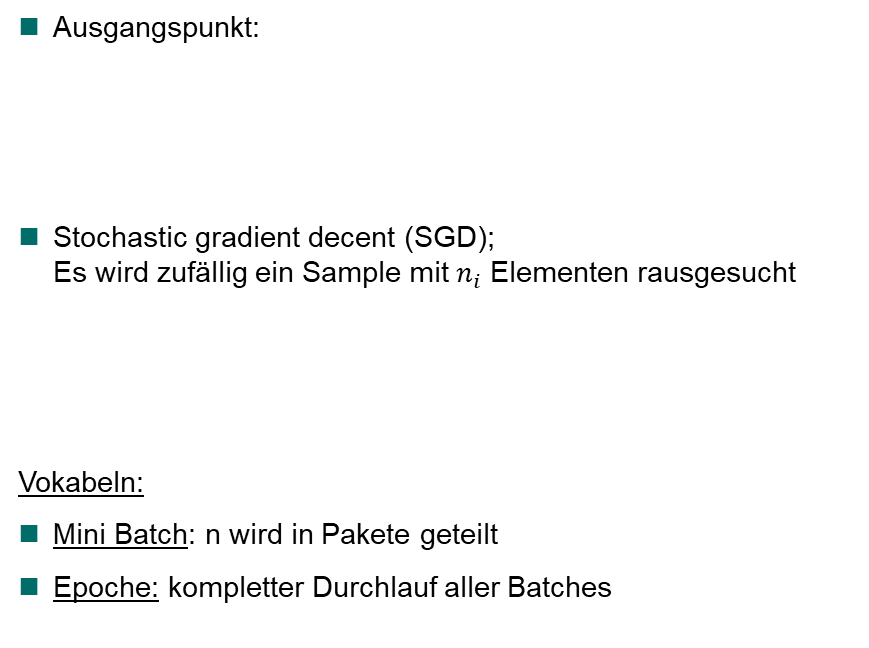 Ausgangspunkt:
Stochastic gradient decent (SGD);
Es wird zufällig ein Sample mit nᵢ Elementen rausgesucht
Vokabeln:
Mini Batch: n wird in Pakete geteilt
Epoche: kompletter Durchlauf aller Batches